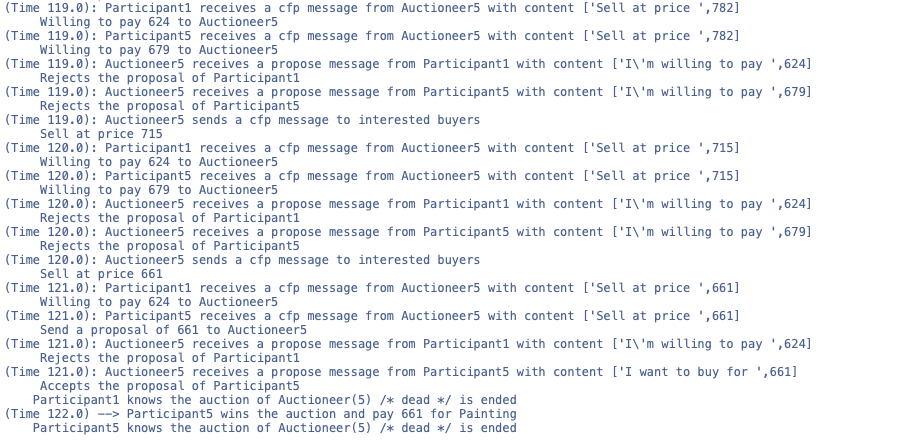 (Time 119.0): Participant1 receives a cfp message from Auctioneer5 with content ['Sell at price ',782]
Willing to pay 624 to Auctioneer5
(Time 119.0): Participant5 receives a cfp message from Auctioneer5 with content ['Sell at price ',782]
Willing to pay 679 to Auctioneer5
(Time 119.0): Auctioneer5 receives a propose message from Participant1 with content ['I\'m willing to pay ',624]
Rejects the proposal of Participant1
(Time 119.0): Auctioneer5 receives a propose message from Participant5 with content ['I\'m willing to pay ',679]
Rejects the proposal of Participant5
(Time 119.0): Auctioneer5 sends a cfp message to interested buyers
Sell at price 715
(Time 120.0): Participant1 receives a cfp message from Auctioneer5 with content ['Sell at price ',715]
Willing to pay 624 to Auctioneer5
(Time 120.0): Participant5 receives a cfp message from Auctioneer5 with content ['Sell at price ',715]
Willing to pay 679 to Auctioneer5
(Time 120.0): Auctioneer5 receives a propose message from Participant1 with content ['I\'m willing to pay ',624]
Rejects the proposal of Participant1
(Time 120.0): Auctioneer5 receives a propose message from Participant5 with content ['I\'m willing to pay ',679]
Rejects the proposal of Participant5
(Time 120.0): Auctioneer5 sends a cfp message to interested buyers
Sell at price 661
(Time 121.0): Participant1 receives a cfp message from Auctioneer5 with content ['Sell at price ',661]
Willing to pay 624 to Auctioneer5
(Time 121.0): Participant5 receives a cfp message from Auctioneer5 with content ['Sell at price ',661]
Send a proposal of 661 to Auctioneer5
(Time 121.0): Auctioneer5 receives a propose message from Participant1 with content ['I\'m willing to pay ',624]
Rejects the proposal of Participant1
(Time 121.0): Auctioneer5 receives a propose message from Participant5 with content ['I want to buy for ',661]
Accepts the proposal of Participant5
Participant1 knows the auction of Auctioneer(5) /* dead */ is ended
(Time 122.0) --> Participant5 wins the auction and pay 661 for Painting
Participant5 knows the auction of Auctioneer(5) /* dead */ is ended